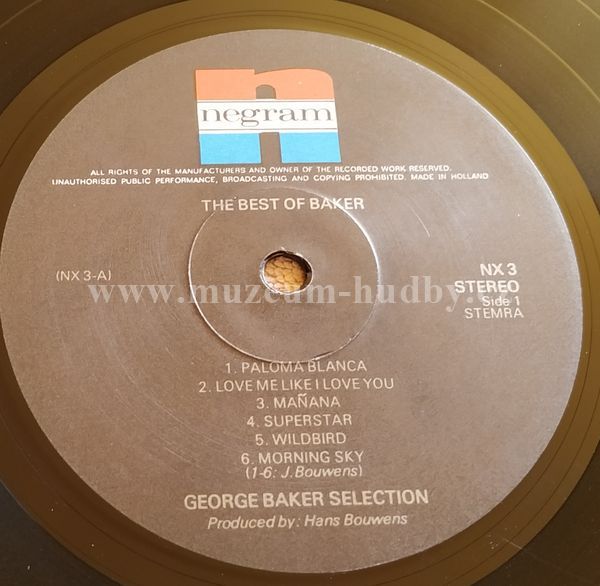 negram
ALL RIGHTS OF THE MANUFACTURERS AND OWNER OF THE RECORDED WORK RESERVED.
UNAUTHORISED PUBLIC PERFORMANCE, BROADCASTING AND COPYING PROHIBITED. MADE IN HOLLAND
THE BEST OF BAKER
(NX 3-A)
NX 3
STEREO
Side 1
STEMRA
www.muzeum-hudby.
1. PALOMA BLANCA
2. LOVE ME LIKE I LOVE YOU
3. MAÑANA
4. SUPERSTAR
5. WILDBIRD
6. MORNING SKY
(1-6: J.Bouwens)
GEORGE BAKER SELECTION
Produced by: Hans Bouwens